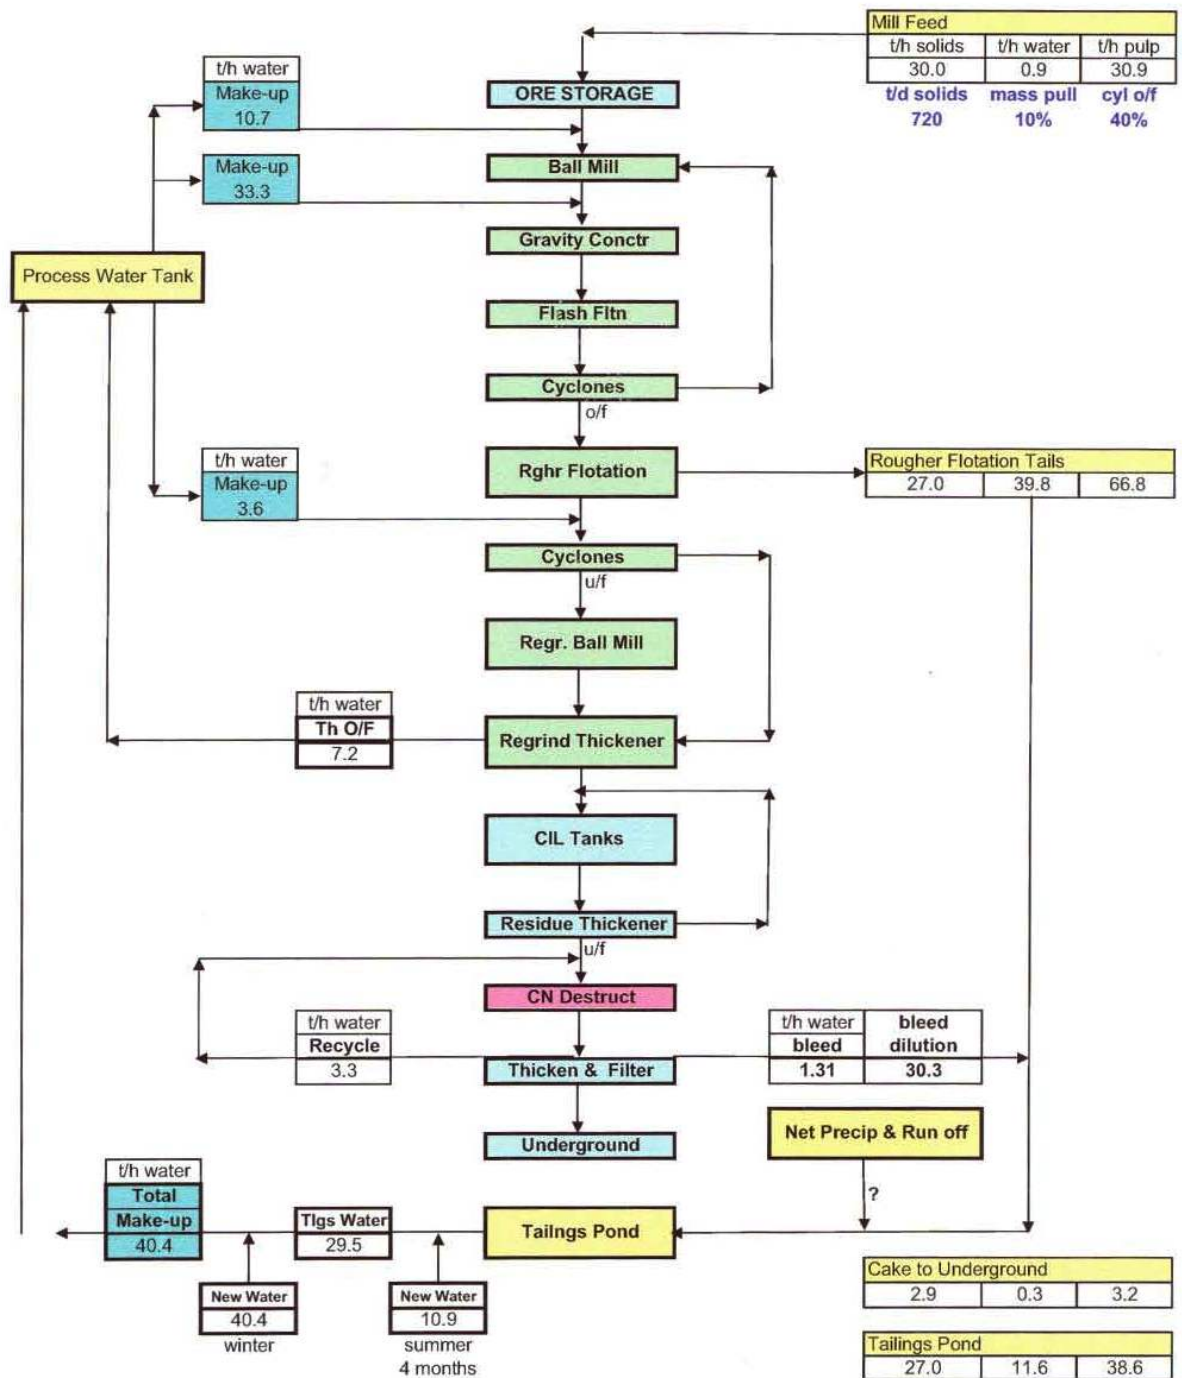 Mill Feed
t/h solids t/h water t/h pulp
30.0 0.9 30.9
t/d solids mass pull cyl o/f
720 10% 40%
t/h water
Make-up
10.7
ORE STORAGE
Make-up
33.3
Ball Mill
Gravity Conctr
Process Water Tank
Flash Fltn
Cyclones
o/f
t/h water
Make-up
3.6
Rghr Flotation
Rougher Flotation Tails
27.0 39.8 66.8
Cyclones
u/f
Regr. Ball Mill
t/h water
Th O/F
7.2
Regrind Thickener
CIL Tanks
Residue Thickener
u/f
CN Destruct
t/h water
Recycle
3.3
Thicken & Filter
t/h water bleed
bleed dilution
1.31 30.3
Underground
Net Precip & Run off
?
t/h water
Total
Make-up
40.4
Tlgs Water
29.5
Tailngs Pond
New Water
40.4
winter
New Water
10.9
summer
4 months
Cake to Underground
2.9 0.3 3.2
Tailings Pond
27.0 11.6 38.6